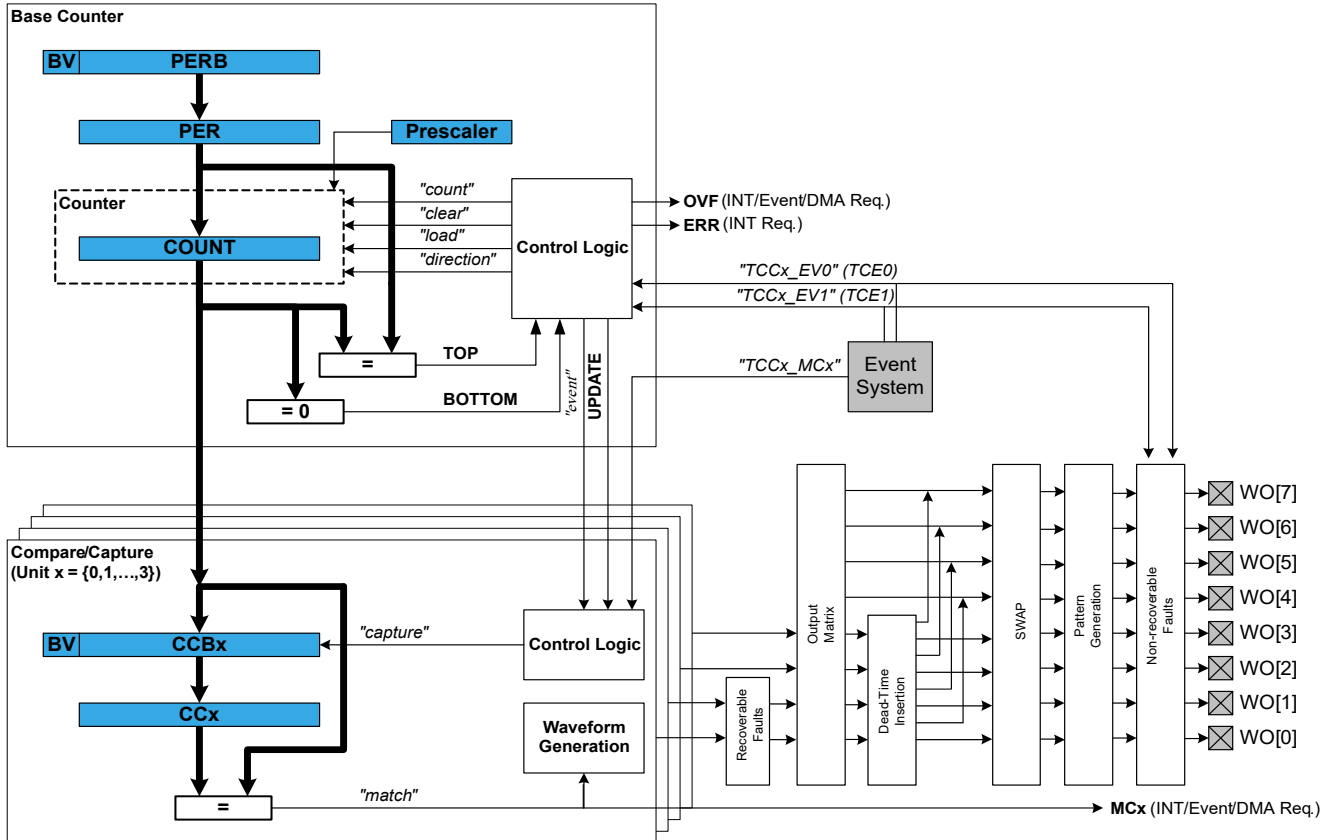 Base Counter
BV PERB
PER
Prescaler
Counter
COUNT
"count"
"clear"
"load"
"direction"
Control Logic
OVF (INT/Event/DMA Req.)
ERR (INT Req.)
"TCCx_EV0" (TCE0)
"TCCx_EV1" (TCE1)
"TCCx_MCx"
Event
System
=
TOP
= 0
BOTTOM
"event"
UPDATE
Compare/Capture
(Unit x = {0,1,...,3})
BV CCBx
"capture"
Control Logic
CCx
Waveform
Generation
=
"match"
Recoverable
Faults
Output
Matrix
Dead-Time
Insertion
SWAP
Pattern
Generation
Non-recoverable
Faults
WO[7]
WO[6]
WO[5]
WO[4]
WO[3]
WO[2]
WO[1]
WO[0]
MCx (INT/Event/DMA Req.)